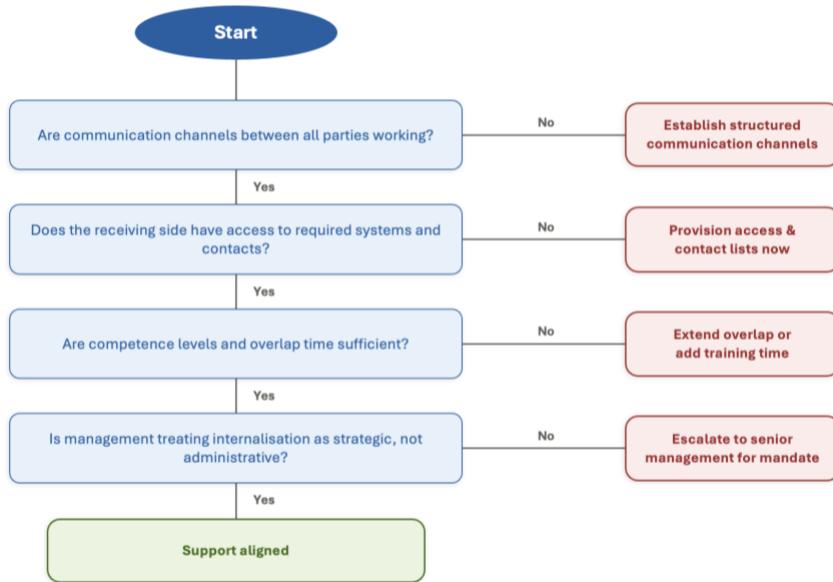 Start
Are communication channels between all parties working?
No
Establish structured
communication channels
Yes
Does the receiving side have access to required systems and
contacts?
No
Provision access &
contact lists now
Yes
Are competence levels and overlap time sufficient?
No
Extend overlap or
add training time
Yes
Is management treating internalisation as strategic, not
administrative?
No
Escalate to senior
management for mandate
Yes
Support aligned